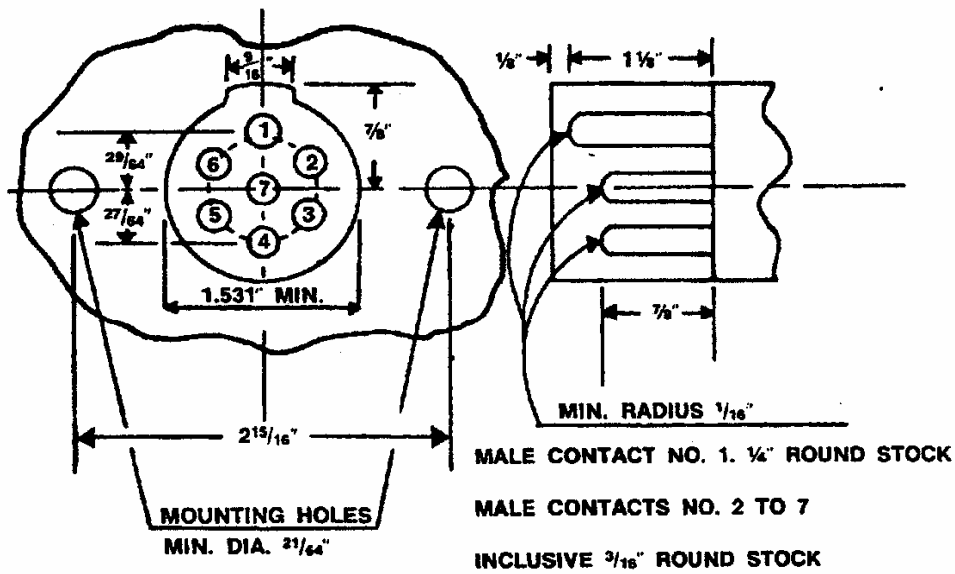 9/16"
1/8"
1 1/8"
7/8"
29/64"
27/64"
1
2
3
4
5
6
7
1.531" MIN.
7/8"
2 15/16"
MIN. RADIUS 1/16"
MALE CONTACT NO. 1. 1/4" ROUND STOCK
MALE CONTACTS NO. 2 TO 7
INCLUSIVE 3/16" ROUND STOCK
MOUNTING HOLES
MIN. DIA. 21/64"